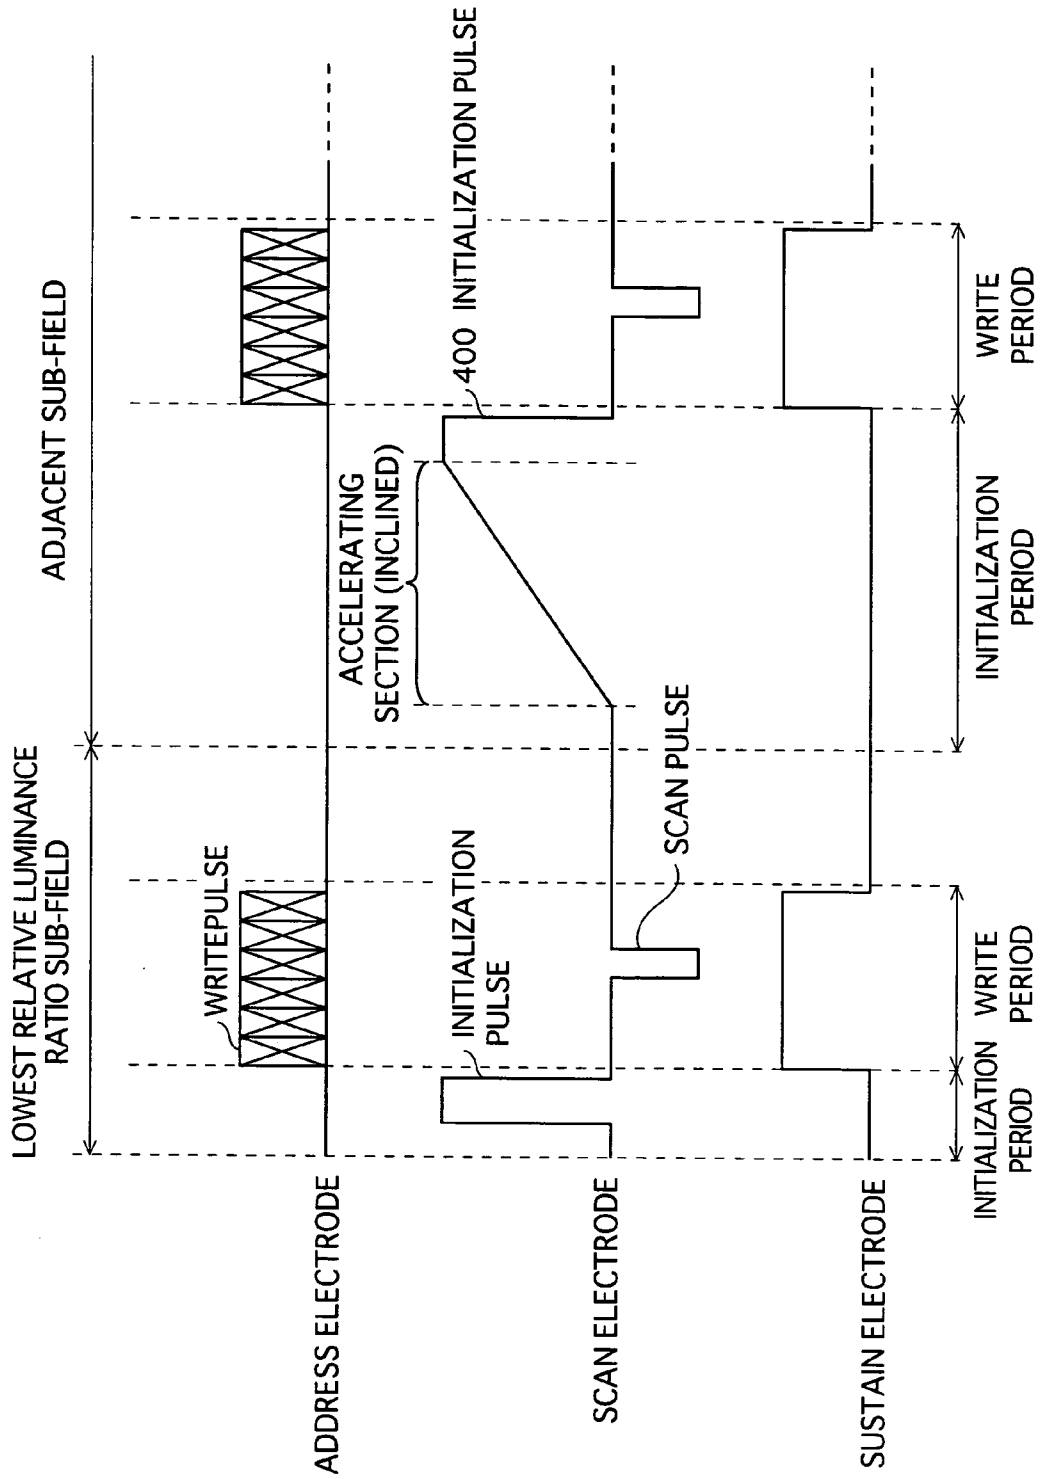 LOWEST RELATIVE LUMINANCE
RATIO SUB-FIELD
ADJACENT SUB-FIELD
WRITEPULSE
ADDRESS ELECTRODE
ACCELERATING
SECTION (INCLINED)
400 INITIALIZATION PULSE
INITIALIZATION
PULSE
SCAN PULSE
SCAN ELECTRODE
SUSTAIN ELECTRODE
INITIALIZATION
PERIOD
WRITE
PERIOD
INITIALIZATION
PERIOD
WRITE
PERIOD